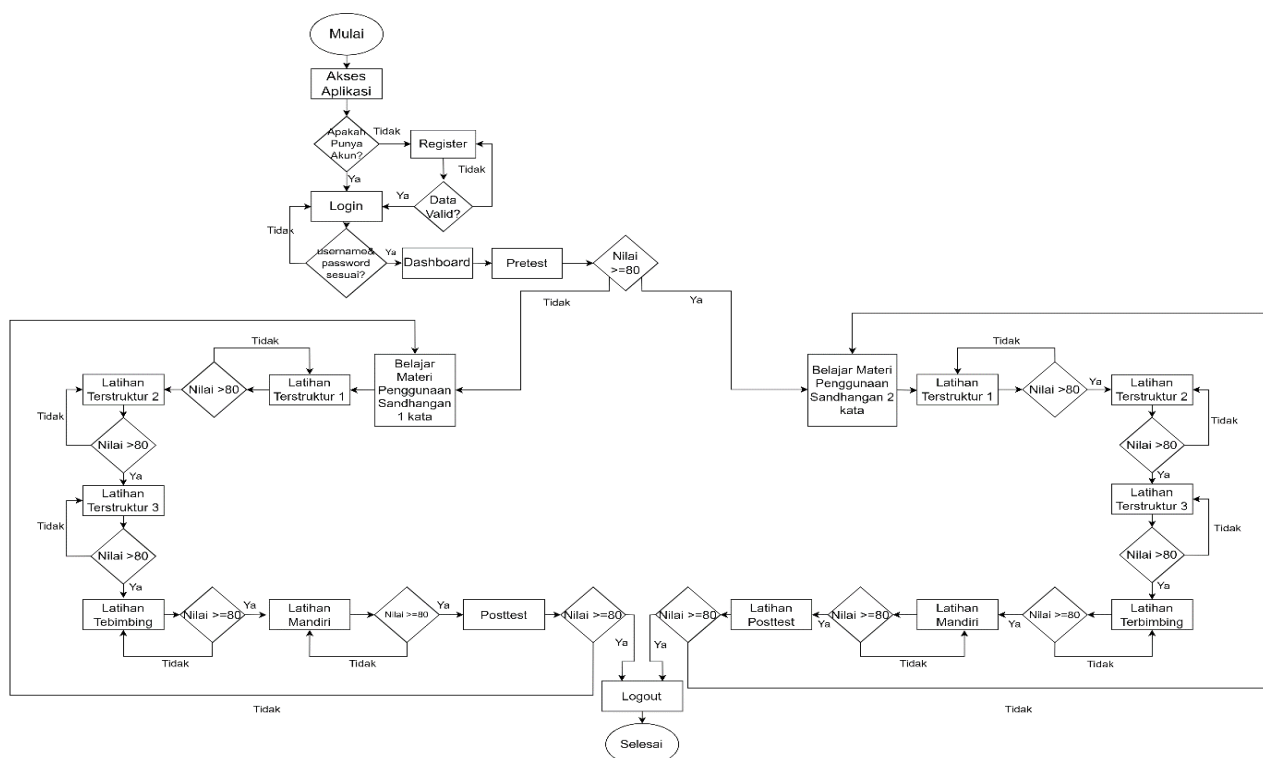 Mulai
Akses
Aplikasi
Apakah
Punya
Akun?
Tidak
Register
Tidak
Ya
Ya
Data
Valid?
Login
Tidak
username&
password
sesuai?
Ya
Dashboard
Pretest
Nilai
>=80
Tidak
Ya
Belajar
Materi
Penggunaan
Sandhangan
1 kata
Latihan
Terstruktur 1
Tidak
Nilai >80
Latihan
Terstruktur 2
Tidak
Nilai >80
Ya
Latihan
Terstruktur 3
Tidak
Nilai >80
Ya
Latihan
Tebimbing
Nilai >=80
Ya
Tidak
Latihan
Mandiri
Nilai >=80
Ya
Tidak
Posttest
Nilai >=80
Ya
Tidak
Belajar Materi
Penggunaan
Sandhangan 2
kata
Latihan
Terstruktur 1
Tidak
Nilai >80
Ya
Latihan
Terstruktur 2
Nilai >80
Tidak
Ya
Latihan
Terstruktur 3
Nilai >80
Tidak
Ya
Latihan
Terbimbing
Nilai >=80
Ya
Tidak
Latihan
Mandiri
Nilai >=80
Ya
Tidak
Latihan
Posttest
Nilai >=80
Ya
Tidak
Logout
Selesai